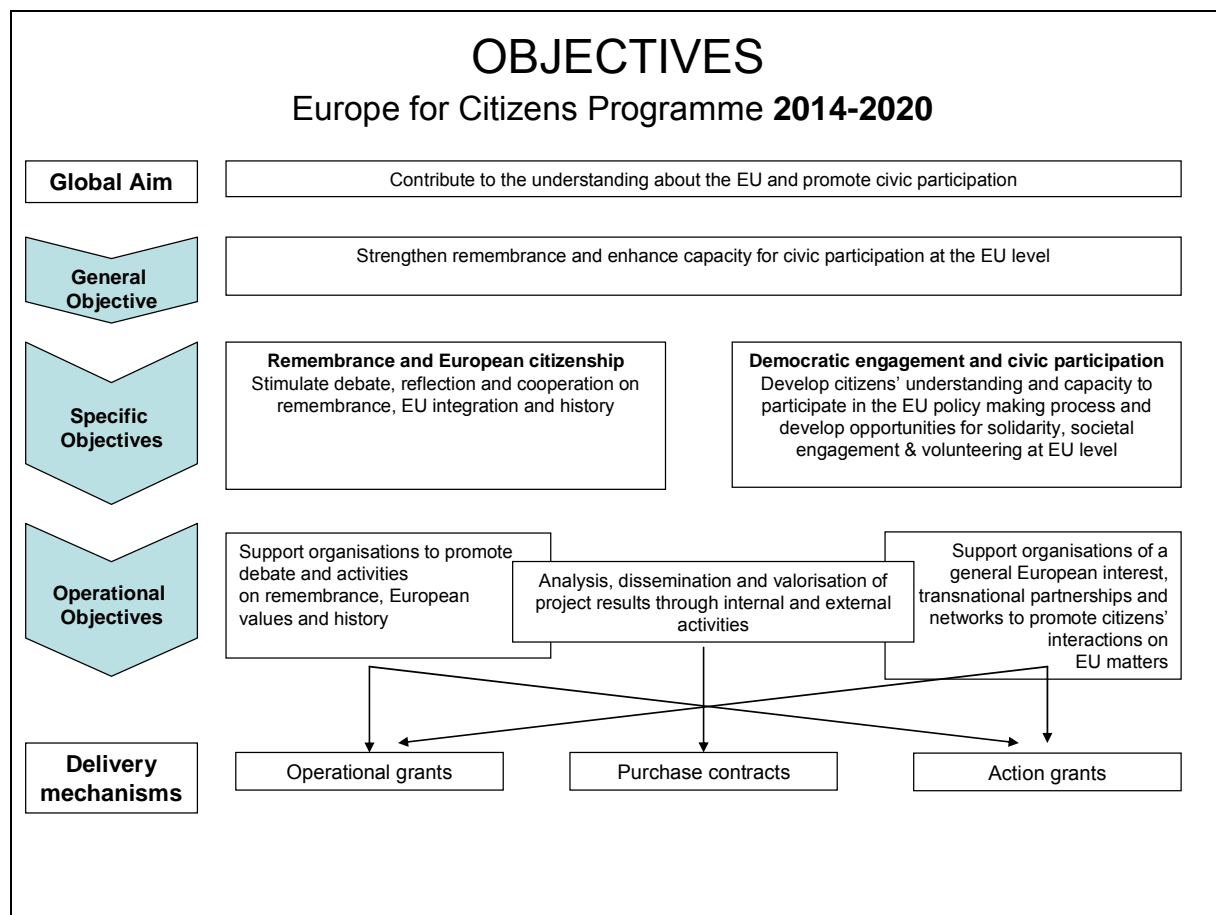 OBJECTIVES
Europe for Citizens Programme 2014-2020
Global Aim
Contribute to the understanding about the EU and promote civic participation
General
Objective
Strengthen remembrance and enhance capacity for civic participation at the EU level
Specific
Objectives
Remembrance and European citizenship
Stimulate debate, reflection and cooperation on
remembrance, EU integration and history
Democratic engagement and civic participation
Develop citizens’ understanding and capacity to
participate in the EU policy making process and
develop opportunities for solidarity, societal
engagement & volunteering at EU level
Operational
Objectives
Support organisations to promote
debate and activities
on remembrance, European
values and history
Analysis, dissemination and valorisation of
project results through internal and external
activities
Support organisations of a
general European interest,
transnational partnerships and
networks to promote citizens’
interactions on
EU matters
Delivery
mechanisms
Operational grants
Purchase contracts
Action grants